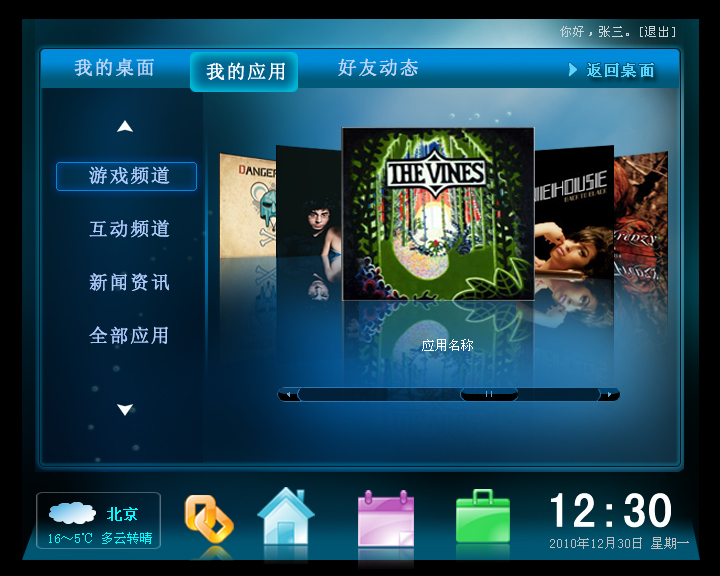 你好，张三。[退出]
我的桌面 我的应用 好友动态 返回桌面
游戏频道
互动频道
新闻资讯
全部应用
DANGER
THE VINES
BACK TO BLACK
应用名称
北京
16～5℃ 多云转晴
12:30
2010年12月30日 星期一